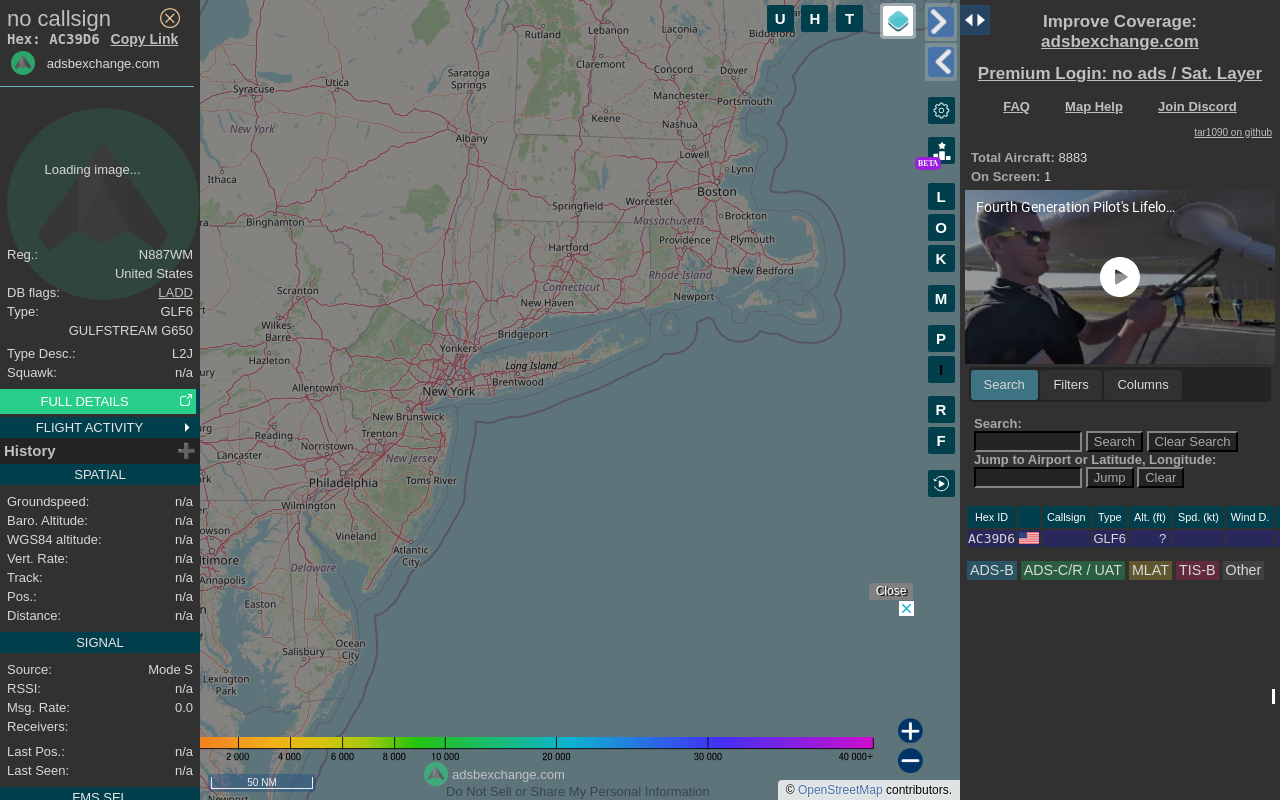 no callsign
Hex: AC39D6 Copy Link
adsbexchange.com
Loading image...
Reg.: N887WM
United States
DB flags: LADD
Type: GLF6
GULFSTREAM G650
Type Desc.: L2J
Squawk: n/a
FULL DETAILS
FLIGHT ACTIVITY
History
SPATIAL
Groundspeed: n/a
Baro. Altitude: n/a
WGS84 altitude: n/a
Vert. Rate: n/a
Track: n/a
Pos.: n/a
Distance: n/a
SIGNAL
Source: Mode S
RSSI: n/a
Msg. Rate: 0.0
Receivers:
Last Pos.: n/a
Last Seen: n/a
FMS SEL
Rutland
Lebanon
Laconia
Biddeford
Claremont
Concord
Dover
Saratoga
Springs
Utica
Syracuse
Manchester
Portsmouth
Keene
Nashua
New York
Albany
Lowell
Lynn
Ithaca
Boston
Worcester
Springfield
Binghamton
Massachusetts
Brockton
Providence
Plymouth
Hartford
Rhode Island
New Bedford
Connecticut
Newport
Scranton
New Haven
Wilkes-
Barre
Bridgeport
Hazleton
Yonkers
Long Island
Allentown
New York
Brentwood
New Brunswick
Reading
Trenton
Norristown
Lancaster
New Jersey
Philadelphia
Toms River
Wilmington
Vineland
Atlantic
City
Delaware
Annapolis
Easton
Ocean
City
Salisbury
Lexington
Park
U H T
BETA
L
O
K
M
P
I
R
F
Close
2 000 4 000 6 000 8 000 10 000 20 000 30 000 40 000+
50 NM
adsbexchange.com
Do Not Sell or Share My Personal Information
© OpenStreetMap contributors.
Improve Coverage:
adsbexchange.com
Premium Login: no ads / Sat. Layer
FAQ Map Help Join Discord
tar1090 on github
Total Aircraft: 8883
On Screen: 1
Fourth Generation Pilot's Lifelo...
Search Filters Columns
Search:
Search Clear Search
Jump to Airport or Latitude, Longitude:
Jump Clear
Hex ID Callsign Type Alt. (ft) Spd. (kt) Wind D.
AC39D6 GLF6 ?
ADS-B ADS-C/R / UAT MLAT TIS-B Other